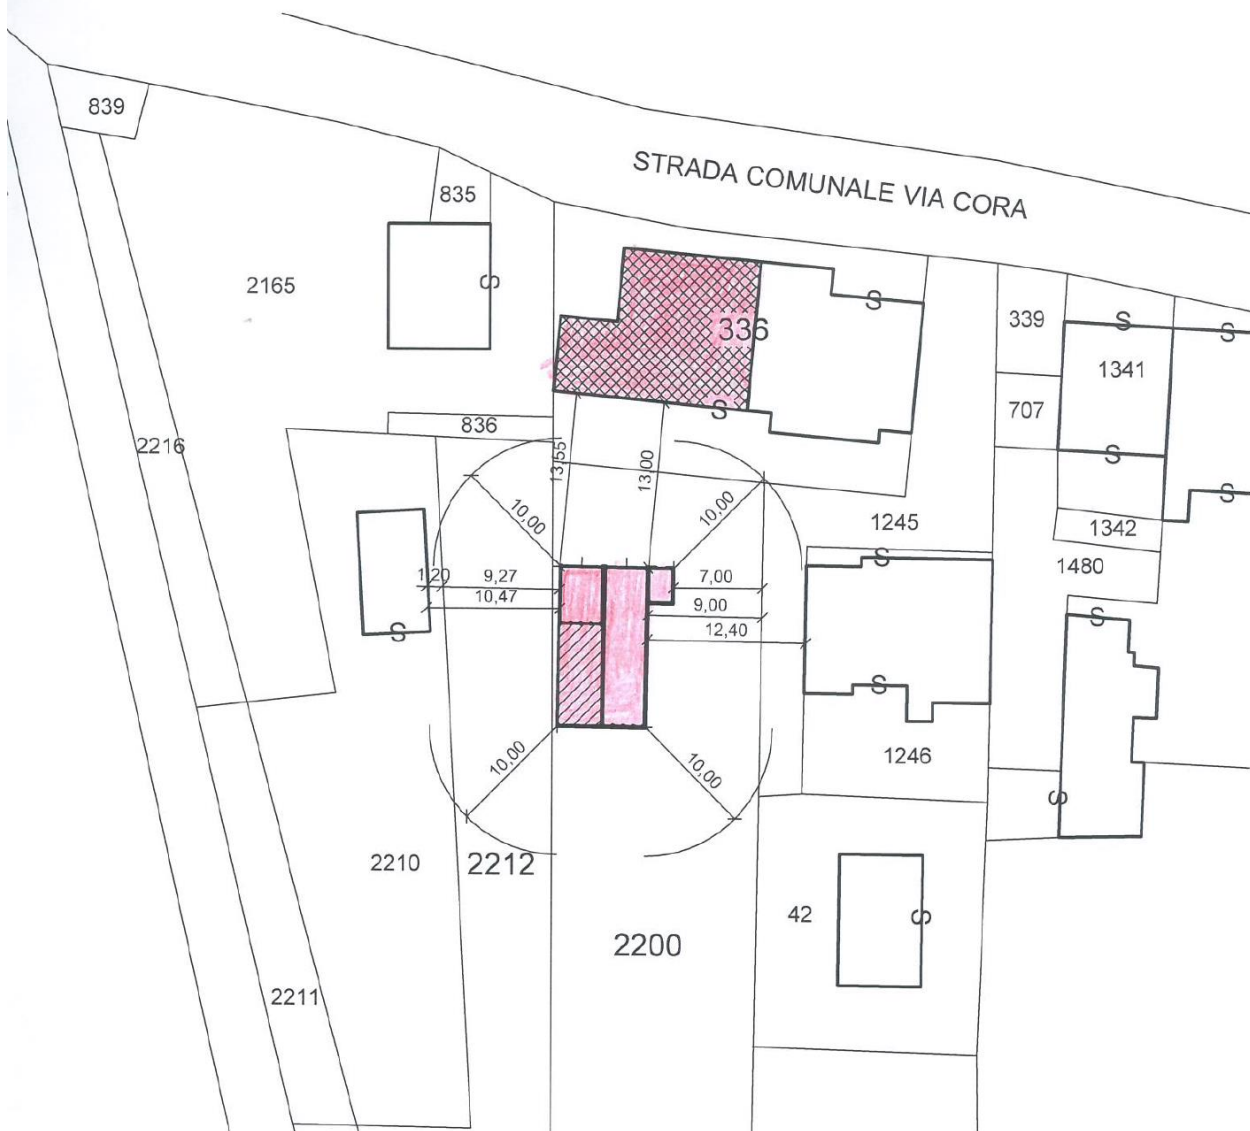 839
STRADA COMUNALE VIA CORA
835
2165
S
S
336
339
S
S
1341
707
S
836
2216
13,55
13,00
S
S
10,00
10,00
1245
1342
1480
1,20
9,27
7,00
10,47
9,00
12,40
S
S
S
S
10,00
10,00
1246
S
2210
2212
42
S
2200
2211